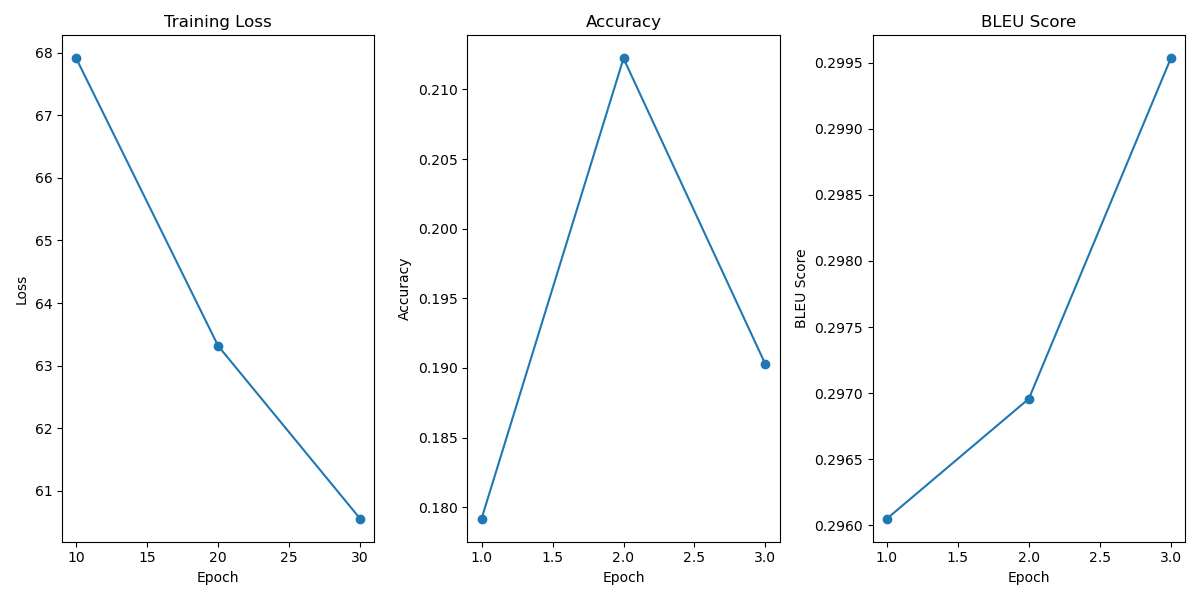 Training Loss
Loss
68
67
66
65
64
63
62
61
10 15 20 25 30
Epoch
Accuracy
Accuracy
0.210
0.205
0.200
0.195
0.190
0.185
0.180
1.0 1.5 2.0 2.5 3.0
Epoch
BLEU Score
BLEU Score
0.2995
0.2990
0.2985
0.2980
0.2975
0.2970
0.2965
0.2960
1.0 1.5 2.0 2.5 3.0
Epoch